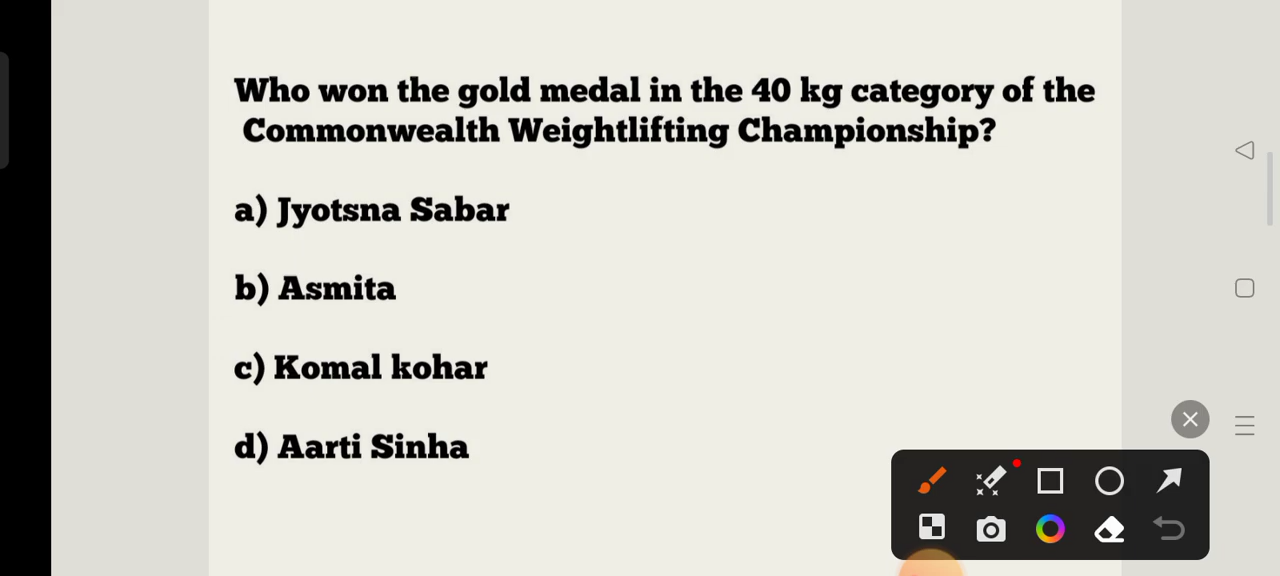 Who won the gold medal in the 40 kg category of the
Commonwealth Weightlifting Championship?
a) Jyotsna Sabar
b) Asmita
c) Komal kohar
d) Aarti Sinha